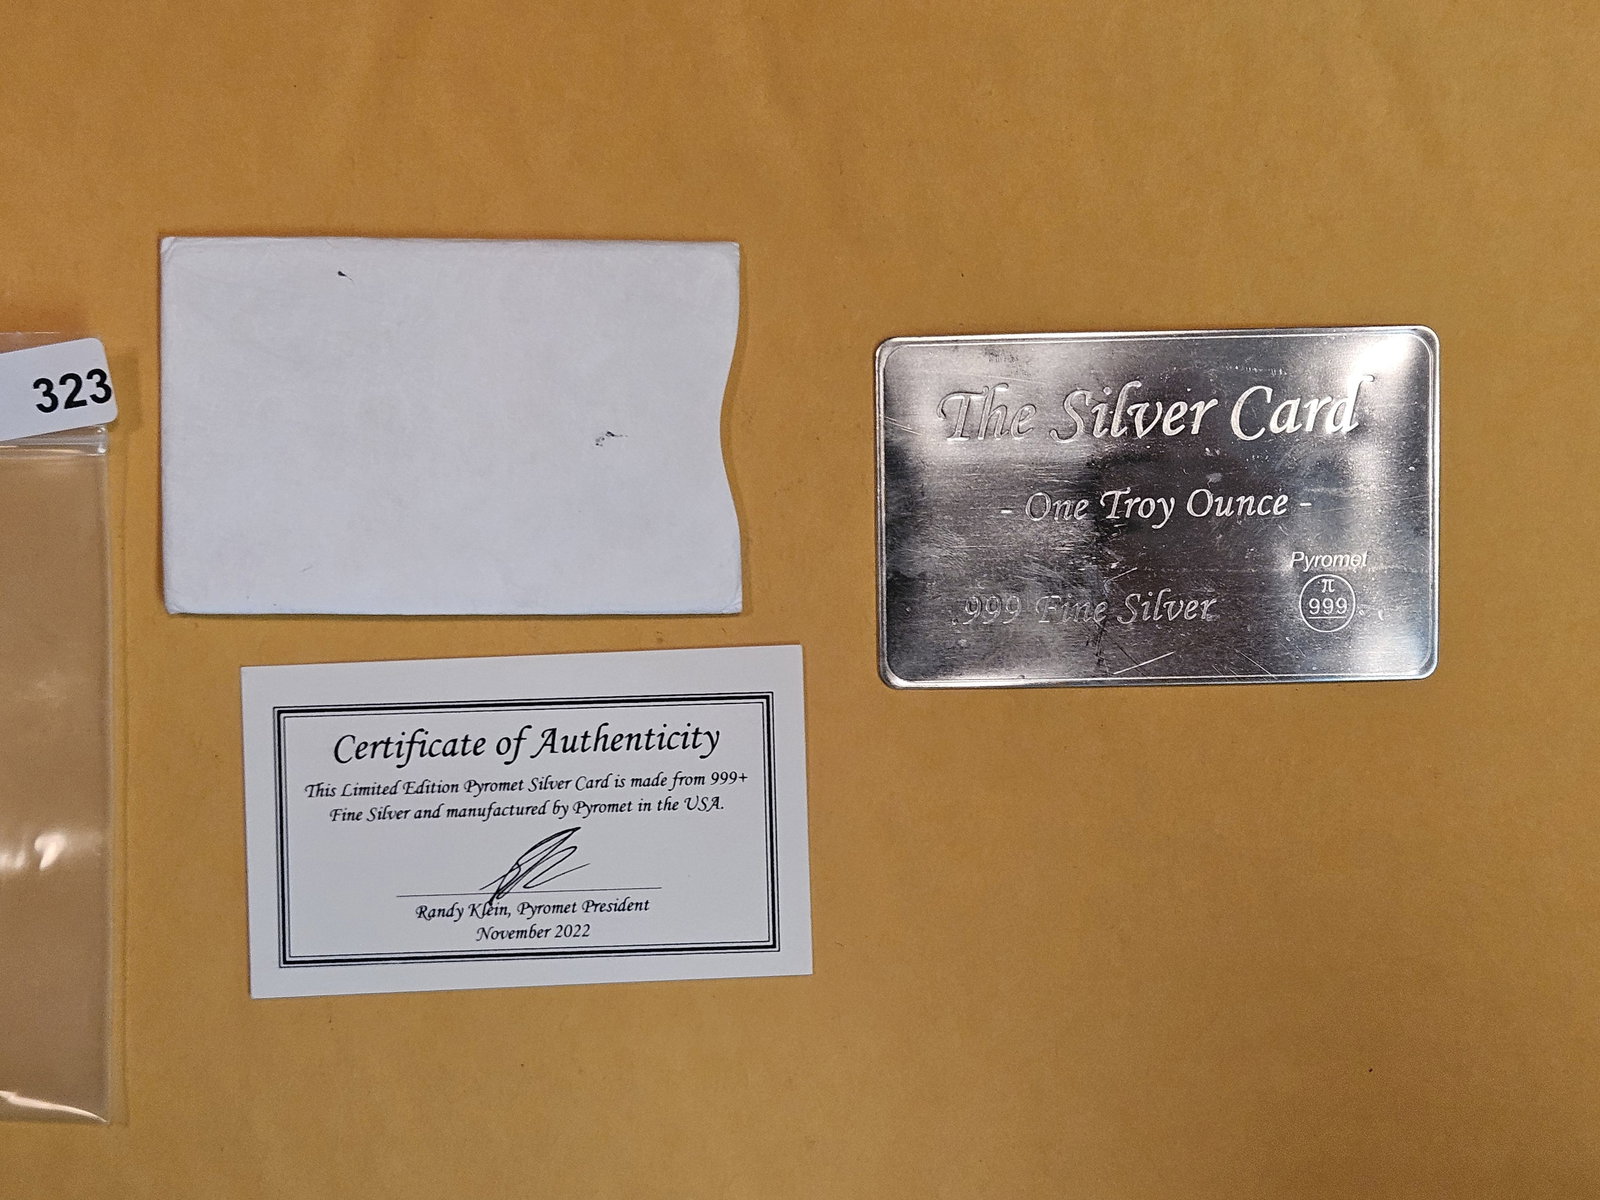 323
The Silver Card
- One Troy Ounce -
.999 Fine Silver
Pyromet
π
999
Certificate of Authenticity
This Limited Edition Pyromet Silver Card is made from 999+
Fine Silver and manufactured by Pyromet in the USA.
Randy Klein, Pyromet President
November 2022